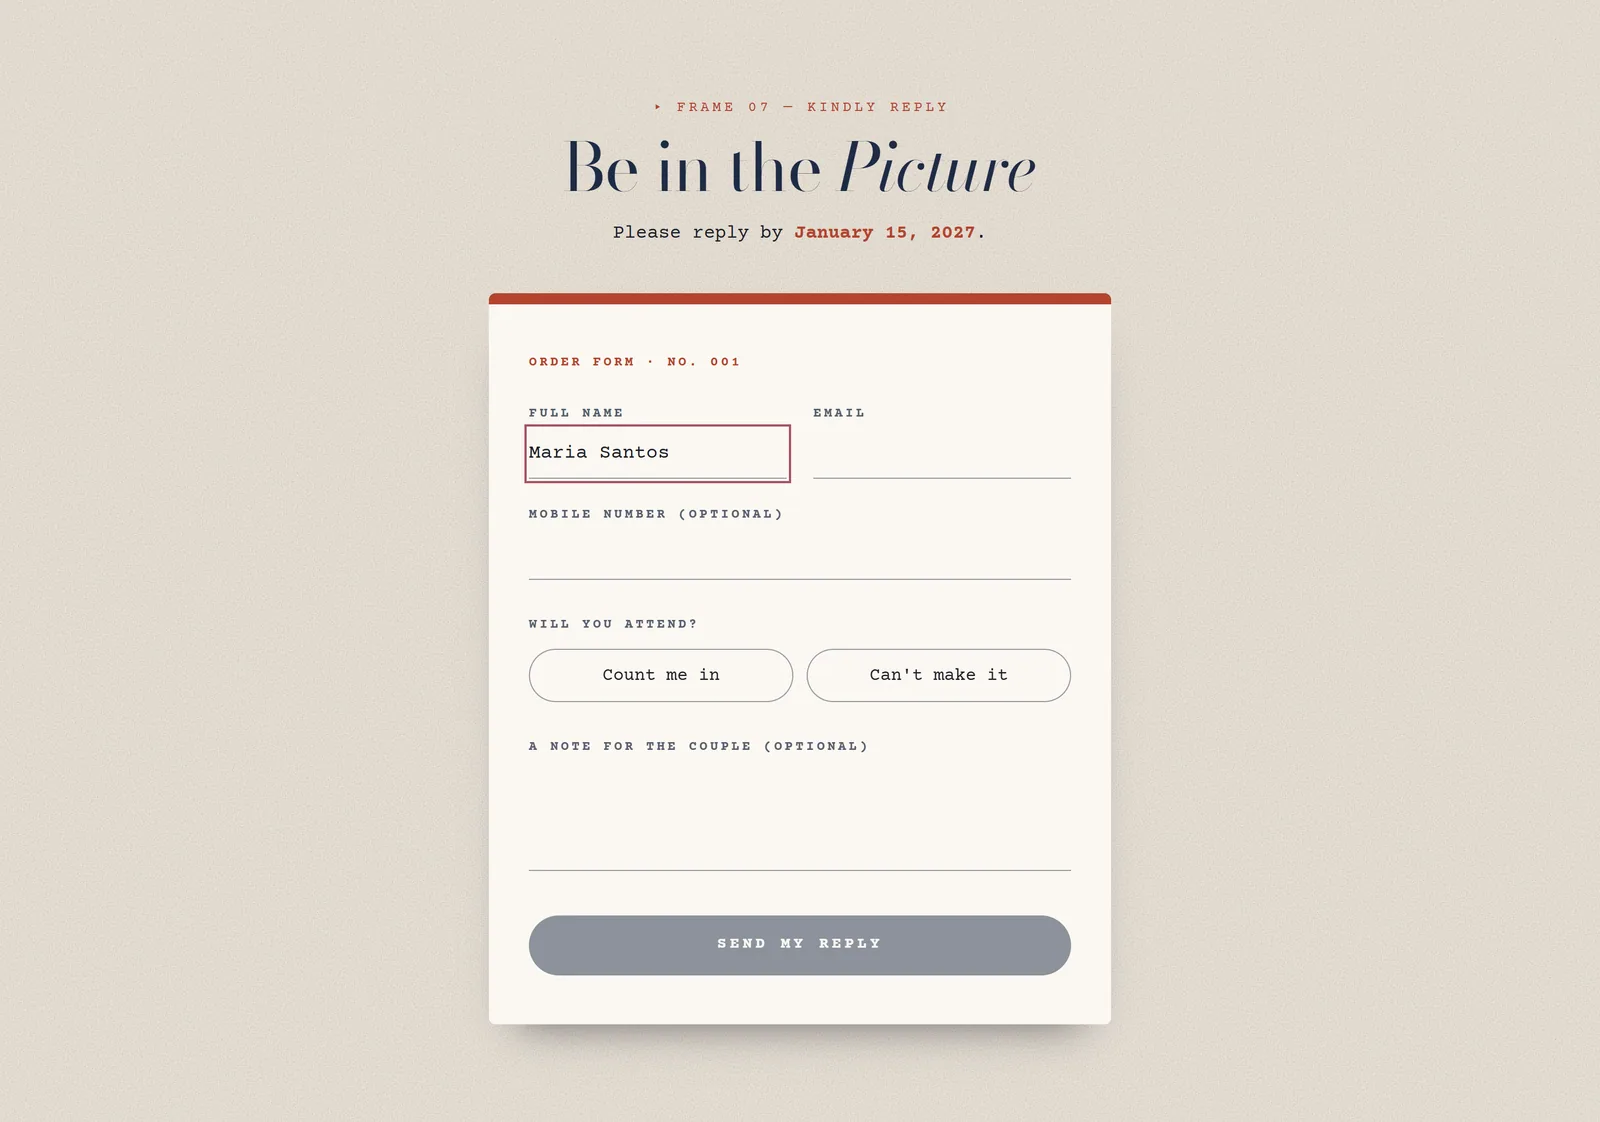 ▸ FRAME 07 — KINDLY REPLY
Be in the Picture
Please reply by January 15, 2027.
ORDER FORM · NO. 001
FULL NAME
Maria Santos
EMAIL
MOBILE NUMBER (OPTIONAL)
WILL YOU ATTEND?
Count me in
Can't make it
A NOTE FOR THE COUPLE (OPTIONAL)
SEND MY REPLY